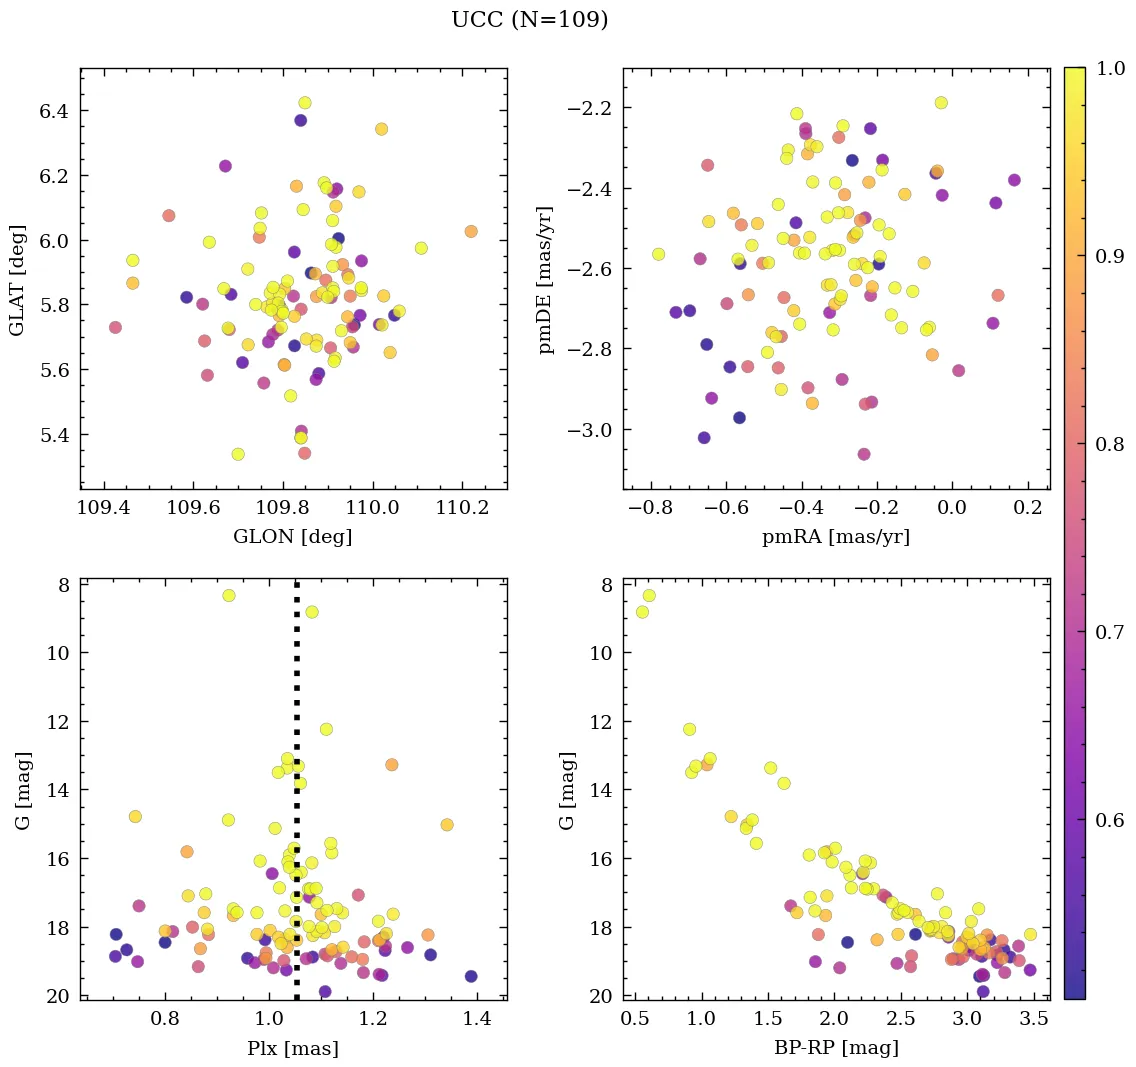 UCC (N=109)
6.4
6.2
6.0
5.8
5.6
5.4
GLAT [deg]
109.4 109.6 109.8 110.0 110.2
GLON [deg]
−2.2
−2.4
−2.6
−2.8
−3.0
pmDE [mas/yr]
−0.8 −0.6 −0.4 −0.2 0.0 0.2
pmRA [mas/yr]
8
10
12
14
16
18
20
G [mag]
0.8 1.0 1.2 1.4
Plx [mas]
8
10
12
14
16
18
20
G [mag]
0.5 1.0 1.5 2.0 2.5 3.0 3.5
BP-RP [mag]
1.0
0.9
0.8
0.7
0.6